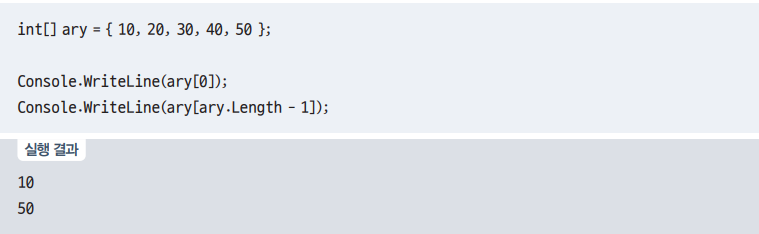 int[] ary = { 10, 20, 30, 40, 50 };
Console.WriteLine(ary[0]);
Console.WriteLine(ary[ary.Length - 1]);
실행 결과
10
50